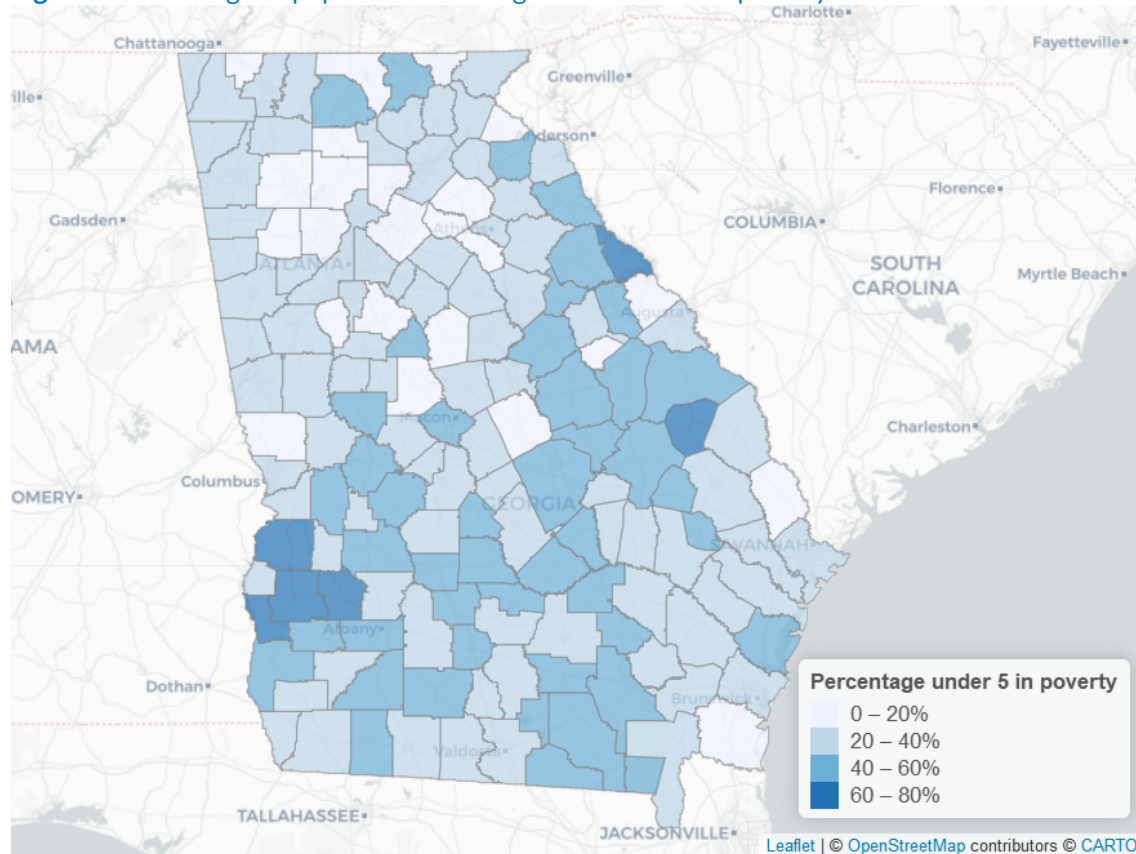 Charlotte
Chattanooga
Fayetteville
Greenville
ille
Anderson
Florence
Gadsden
COLUMBIA
Athens
ATLANTA
SOUTH
CAROLINA
Myrtle Beach
Augusta
AMA
Macon
Charleston
Columbus
OMERY
GEORGIA
SAVANNAH
Albany
Dothan
Brunswick
Valdosta
TALLAHASSEE
JACKSONVILLE
Percentage under 5 in poverty
0 – 20%
20 – 40%
40 – 60%
60 – 80%
Leaflet | © OpenStreetMap contributors © CARTO